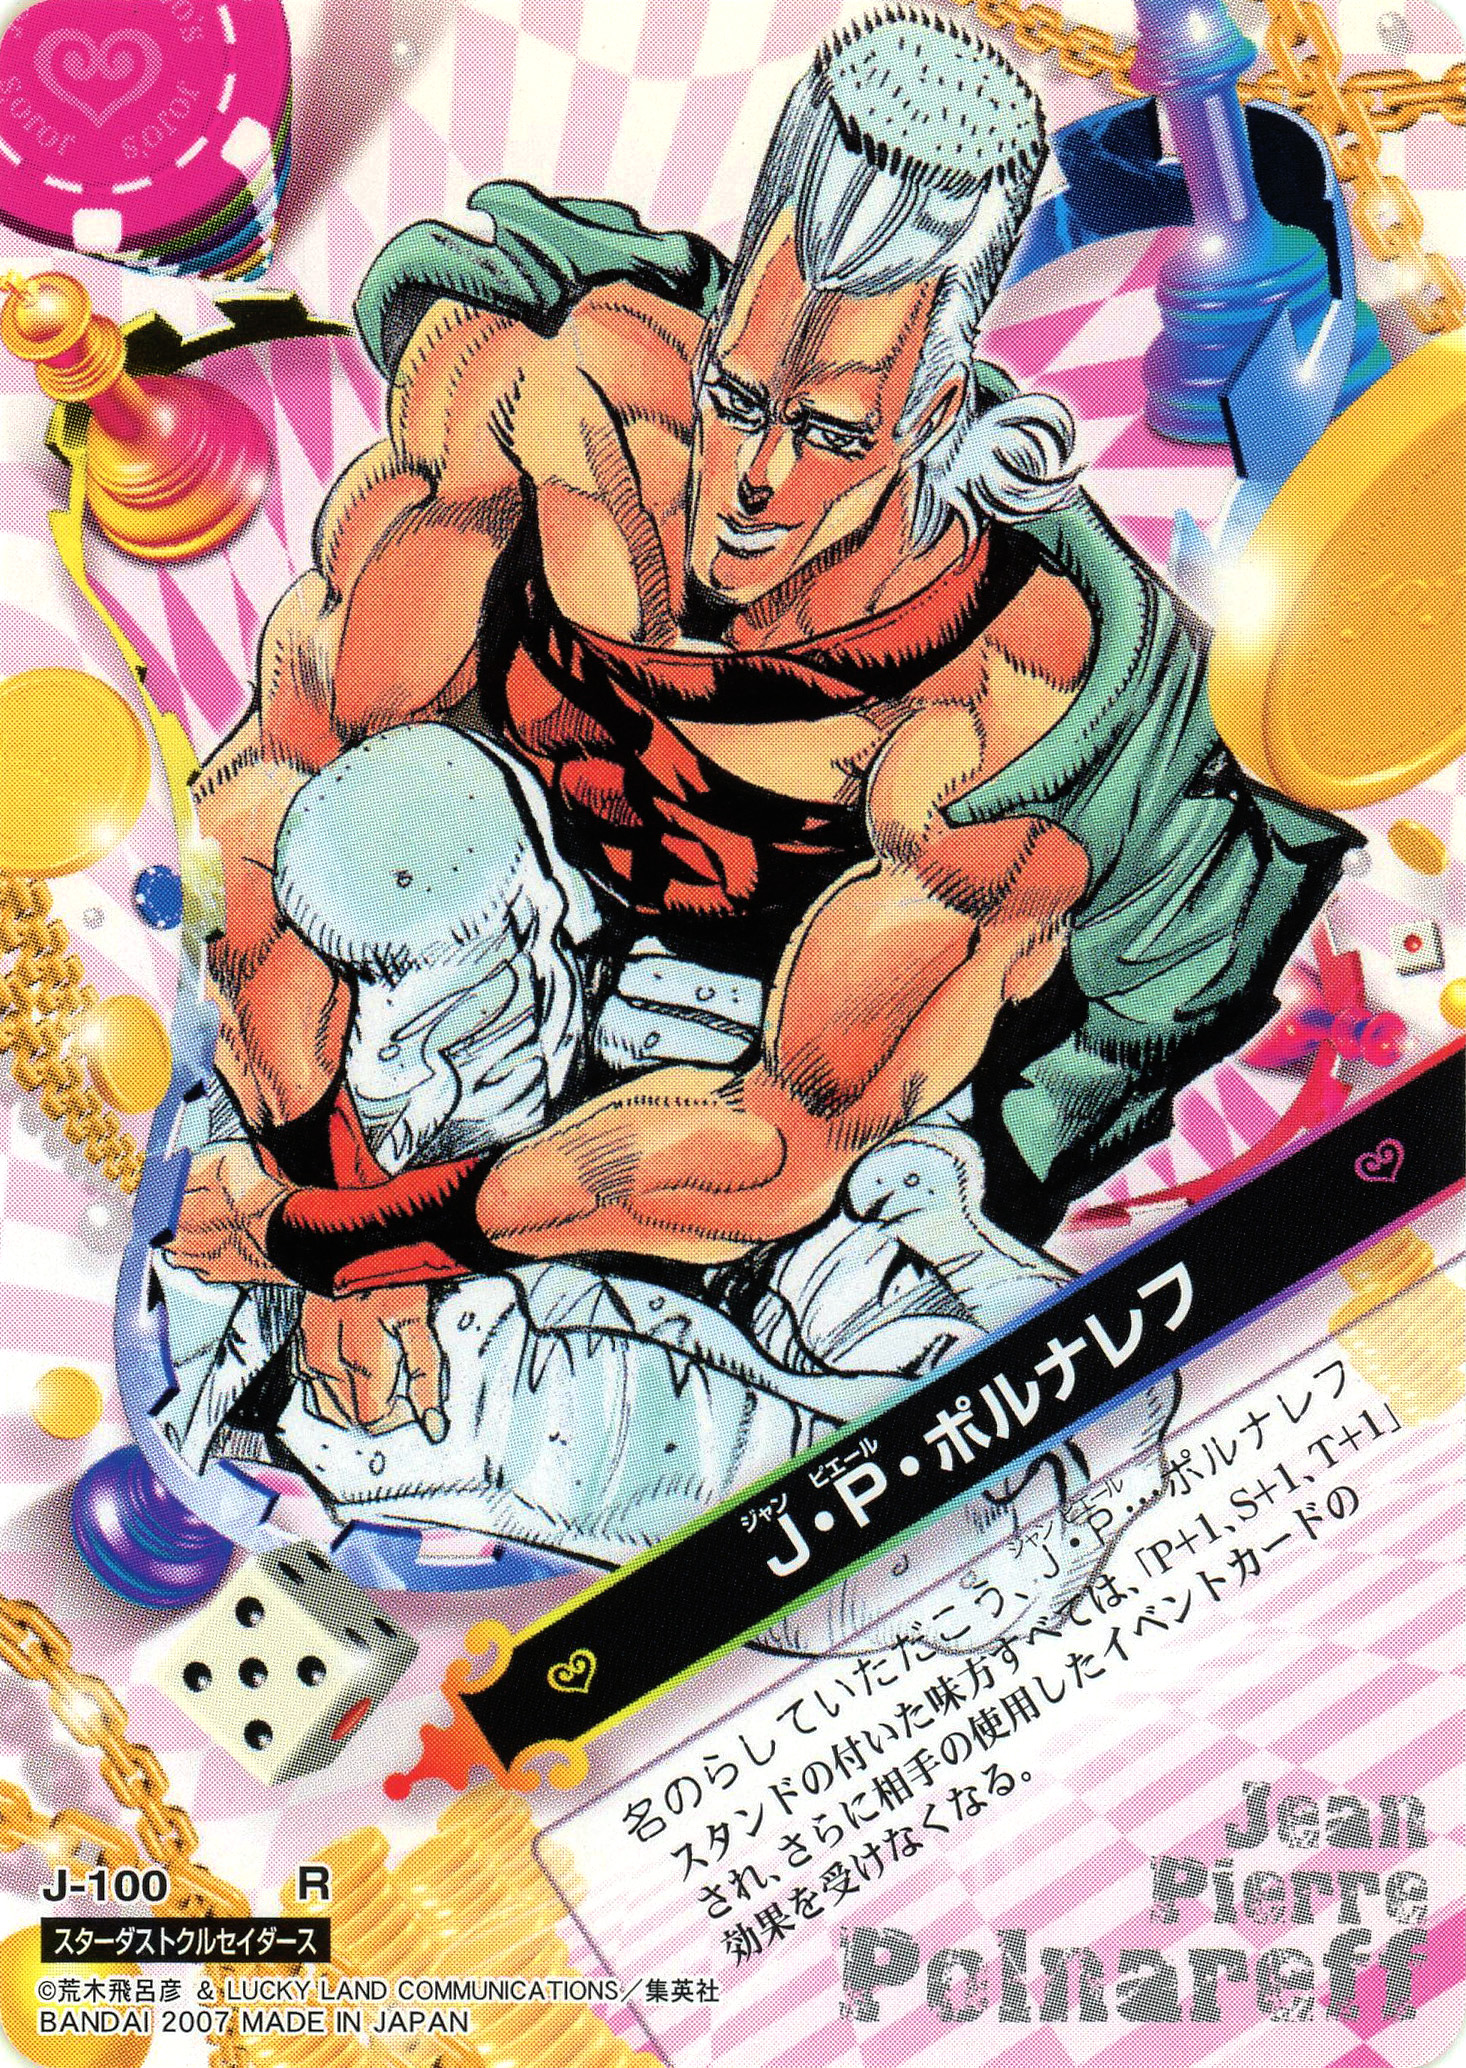 soror
soror
ジャン ピエール
J・P・ポルナレフ
名のらしていただこう、J・P…ポルナレフ
ジャン ピエール
スタンドの付いた味方すべては、「P+1、S+1、T+1」
され、さらに相手の使用したイベントカードの
効果を受けなくなる。
Jean
Pierre
Polnareff
J-100 R
スターダストクルセイダース
©荒木飛呂彦 & LUCKY LAND COMMUNICATIONS／集英社
BANDAI 2007 MADE IN JAPAN